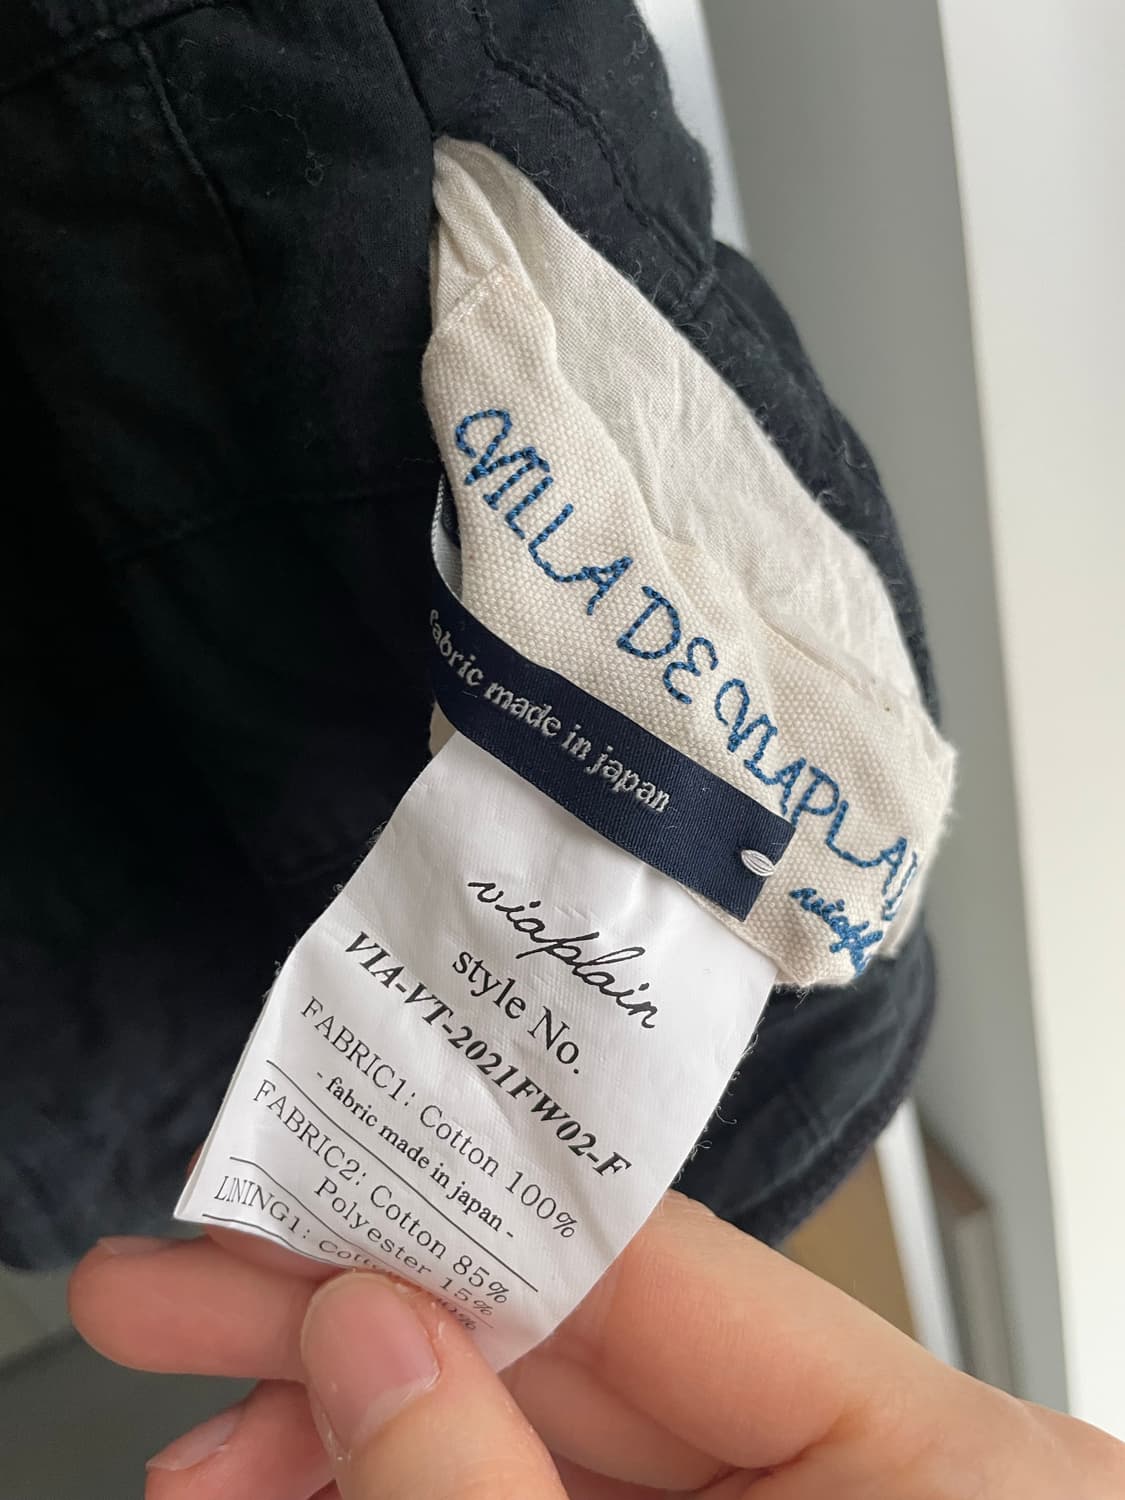 VILLA DE VIAPLAI
fabric made in japan
viaplain
style No.
VIA-VT-2021FW02-F
FABRIC1: Cotton 100%
- fabric made in japan -
FABRIC2: Cotton 85%
Polyester 15%
LINING1: